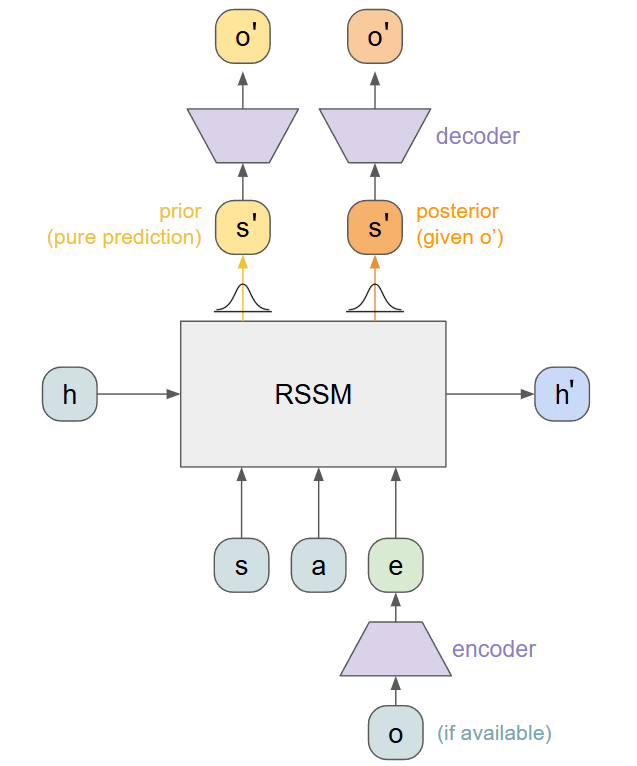 o' o'
decoder
prior
(pure prediction)
s' s'
posterior
(given o’)
h RSSM h'
s a e
encoder
o (if available)